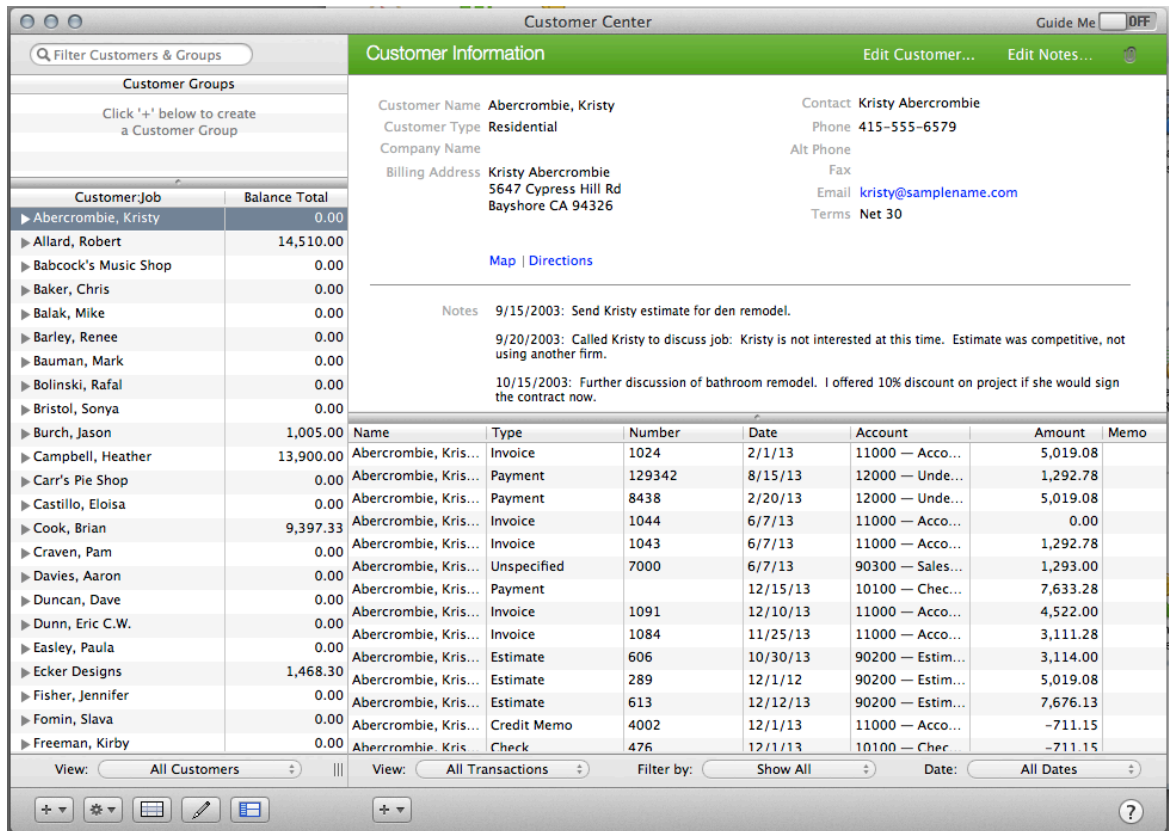 Customer Center
Guide Me OFF
Filter Customers & Groups
Customer Groups
Click '+' below to create
a Customer Group
Customer:Job Balance Total
Abercrombie, Kristy 0.00
Allard, Robert 14,510.00
Babcock's Music Shop 0.00
Baker, Chris 0.00
Balak, Mike 0.00
Barley, Renee 0.00
Bauman, Mark 0.00
Bolinski, Rafal 0.00
Bristol, Sonya 0.00
Burch, Jason 1,005.00
Campbell, Heather 13,900.00
Carr's Pie Shop 0.00
Castillo, Eloisa 0.00
Cook, Brian 9,397.33
Craven, Pam 0.00
Davies, Aaron 0.00
Duncan, Dave 0.00
Dunn, Eric C.W. 0.00
Easley, Paula 0.00
Ecker Designs 1,468.30
Fisher, Jennifer 0.00
Fomin, Slava 0.00
Freeman, Kirby 0.00
View: All Customers
Customer Information Edit Customer... Edit Notes...
Customer Name Abercrombie, Kristy
Customer Type Residential
Company Name
Billing Address Kristy Abercrombie
5647 Cypress Hill Rd
Bayshore CA 94326
Map | Directions
Contact Kristy Abercrombie
Phone 415-555-6579
Alt Phone
Fax
Email kristy@samplename.com
Terms Net 30
Notes 9/15/2003: Send Kristy estimate for den remodel.
9/20/2003: Called Kristy to discuss job: Kristy is not interested at this time. Estimate was competitive, not
using another firm.
10/15/2003: Further discussion of bathroom remodel. I offered 10% discount on project if she would sign
the contract now.
Name Type Number Date Account Amount Memo
Abercrombie, Kris... Invoice 1024 2/1/13 11000 — Acco... 5,019.08
Abercrombie, Kris... Payment 129342 8/15/13 12000 — Unde... 1,292.78
Abercrombie, Kris... Payment 8438 2/20/13 12000 — Unde... 5,019.08
Abercrombie, Kris... Invoice 1044 6/7/13 11000 — Acco... 0.00
Abercrombie, Kris... Invoice 1043 6/7/13 11000 — Acco... 1,292.78
Abercrombie, Kris... Unspecified 7000 6/7/13 90300 — Sales... 1,293.00
Abercrombie, Kris... Payment 12/15/13 10100 — Chec... 7,633.28
Abercrombie, Kris... Invoice 1091 12/10/13 11000 — Acco... 4,522.00
Abercrombie, Kris... Invoice 1084 11/25/13 11000 — Acco... 3,111.28
Abercrombie, Kris... Estimate 606 10/30/13 90200 — Estim... 3,114.00
Abercrombie, Kris... Estimate 289 12/1/12 90200 — Estim... 5,019.08
Abercrombie, Kris... Estimate 613 12/12/13 90200 — Estim... 7,676.13
Abercrombie, Kris... Credit Memo 4002 12/1/13 11000 — Acco... -711.15
Abercrombie, Kris... Check 476 12/1/13 10100 — Chec... -711.15
View: All Transactions Filter by: Show All Date: All Dates